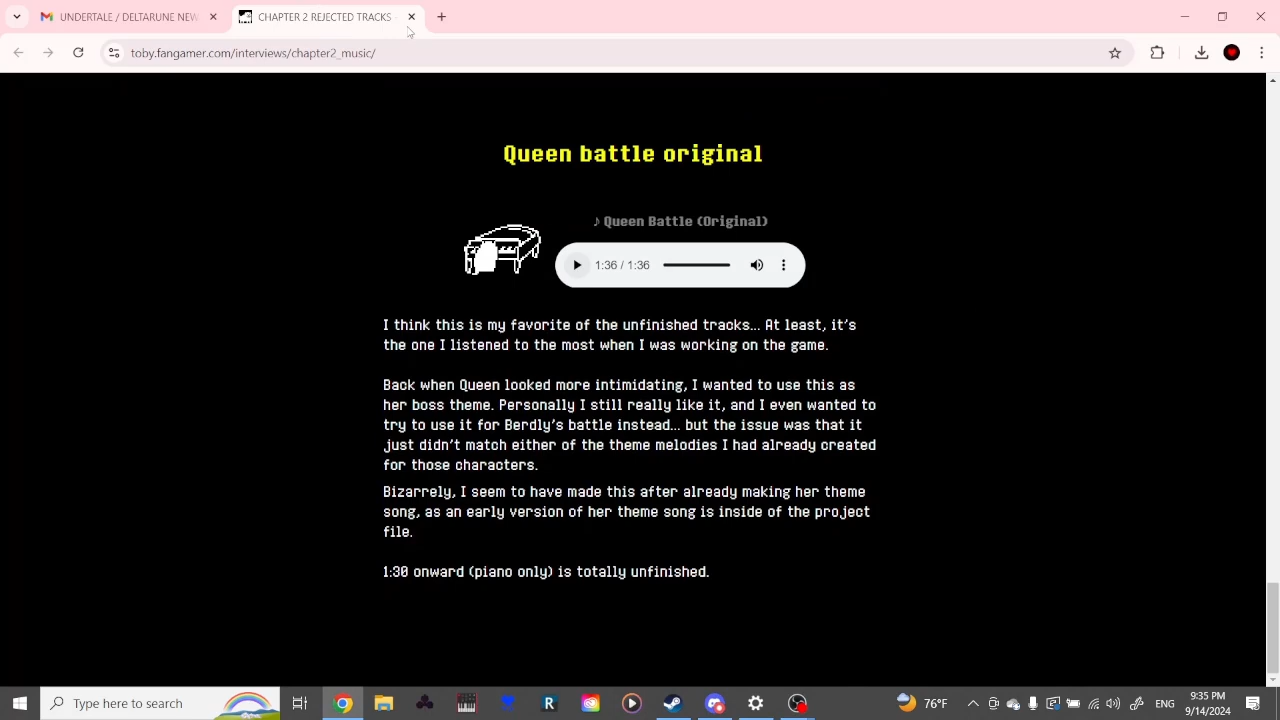 UNDERTALE / DELTARUNE NEW
CHAPTER 2 REJECTED TRACKS
toby.fangamer.com/interviews/chapter2_music/
Queen battle original
♪ Queen Battle (Original)
1:36 / 1:36
I think this is my favorite of the unfinished tracks... At least, it's
the one I listened to the most when I was working on the game.
Back when Queen looked more intimidating, I wanted to use this as
her boss theme. Personally I still really like it, and I even wanted to
try to use it for Berdly's battle instead... but the issue was that it
just didn't match either of the theme melodies I had already created
for those characters.
Bizarrely, I seem to have made this after already making her theme
song, as an early version of her theme song is inside of the project
file.
1:30 onward (piano only) is totally unfinished.
Type here to search
R
76°F
ENG
9:35 PM
9/14/2024